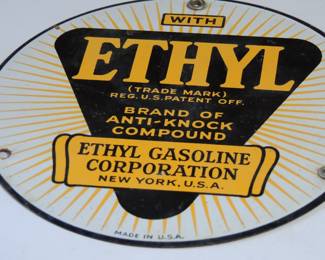 WITH
ETHYL
(TRADE MARK)
REG. U.S. PATENT OFF.
BRAND OF
ANTI-KNOCK
COMPOUND
ETHYL GASOLINE
CORPORATION
NEW YORK, U.S.A.
MADE IN U.S.A.